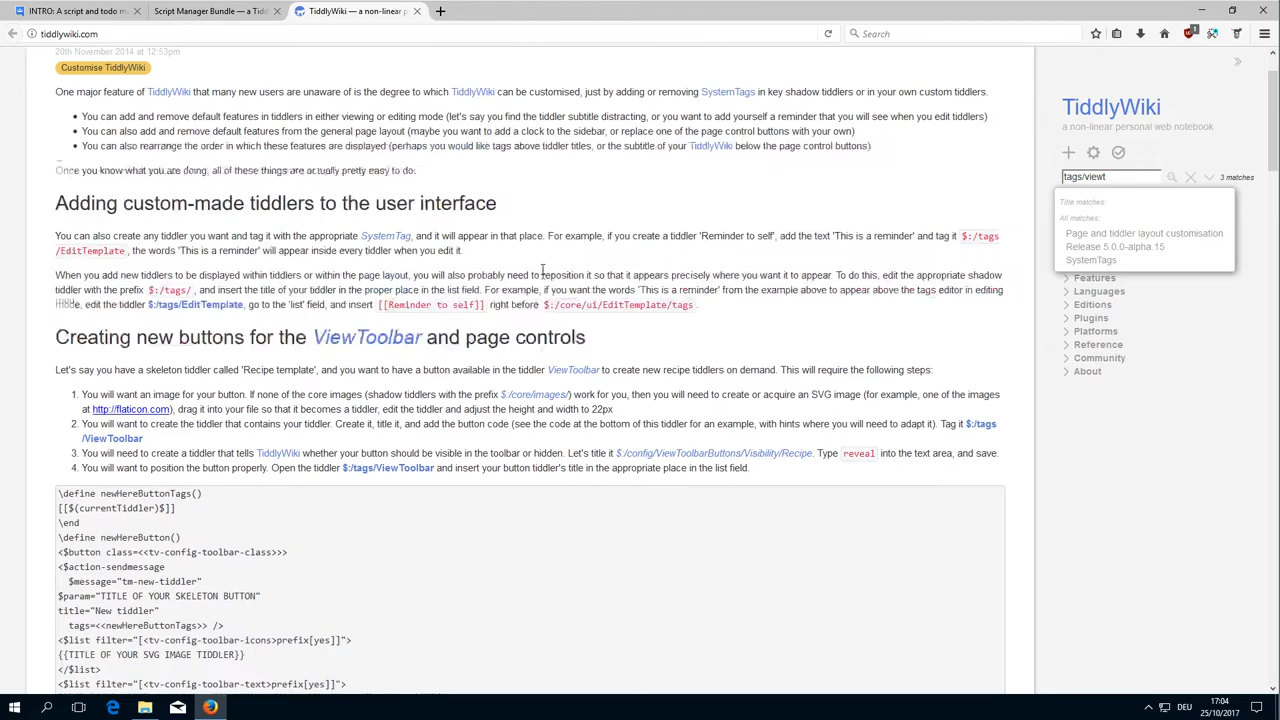 INTRO: A script and todo m
Script Manager Bundle — a Tid
TiddlyWiki — a non-linear p
tiddlywiki.com
Search
20th November 2014 at 12:53pm
Customise TiddlyWiki
One major feature of TiddlyWiki that many new users are unaware of is the degree to which TiddlyWiki can be customised, just by adding or removing SystemTags in key shadow tiddlers or in your own custom tiddlers.
• You can add and remove default features in tiddlers in either viewing or editing mode (let's say you find the tiddler subtitle distracting, or you want to add yourself a reminder that you will see when you edit tiddlers)
• You can also add and remove default features from the general page layout (maybe you want to add a clock to the sidebar, or replace one of the page control buttons with your own)
• You can also rearrange the order in which these features are displayed (perhaps you would like tags above tiddler titles, or the subtitle of your TiddlyWiki below the page control buttons)
Once you know what you are doing, all of these things are actually pretty easy to do.
Adding custom-made tiddlers to the user interface
You can also create any tiddler you want and tag it with the appropriate SystemTag, and it will appear in that place. For example, if you create a tiddler 'Reminder to self', add the text 'This is a reminder' and tag it $:/tags
/EditTemplate, the words 'This is a reminder' will appear inside every tiddler when you edit it.
When you add new tiddlers to be displayed within tiddlers or within the page layout, you will also probably need to reposition it so that it appears precisely where you want it to appear. To do this, edit the appropriate shadow
tiddler with the prefix $:/tags/, and insert the title of your tiddler in the proper place in the list field. For example, if you want the words 'This is a reminder' from the example above to appear above the tags editor in editing
mode, edit the tiddler $:/tags/EditTemplate, go to the 'list' field, and insert [[Reminder to self]] right before $:/core/ui/EditTemplate/tags.
Creating new buttons for the ViewToolbar and page controls
Let's say you have a skeleton tiddler called 'Recipe template', and you want to have a button available in the tiddler ViewToolbar to create new recipe tiddlers on demand. This will require the following steps:
1. You will want an image for your button. If none of the core images (shadow tiddlers with the prefix $:/core/images/) work for you, then you will need to create or acquire an SVG image (for example, one of the images
at http://flaticon.com), drag it into your file so that it becomes a tiddler, edit the tiddler and adjust the height and width to 22px
2. You will want to create the tiddler that contains your tiddler. Create it, title it, and add the button code (see the code at the bottom of this tiddler for an example, with hints where you will need to adapt it). Tag it $:/tags
/ViewToolbar
3. You will need to create a tiddler that tells TiddlyWiki whether your button should be visible in the toolbar or hidden. Let's title it $:/config/ViewToolbarButtons/Visibility/Recipe. Type reveal into the text area, and save.
4. You will want to position the button properly. Open the tiddler $:/tags/ViewToolbar and insert your button tiddler's title in the appropriate place in the list field.
\define newHereButtonTags()
[[$(currentTiddler)$]]
\end
\define newHereButton()
<$button class=<<tv-config-toolbar-class>>>
<$action-sendmessage
$message="tm-new-tiddler"
$param="TITLE OF YOUR SKELETON BUTTON"
title="New tiddler"
tags=<<newHereButtonTags>> />
<$list filter="[<tv-config-toolbar-icons>prefix[yes]]">
{{TITLE OF YOUR SVG IMAGE TIDDLER}}
</$list>
<$list filter="[<tv-config-toolbar-text>prefix[yes]]">
TiddlyWiki
a non-linear personal web notebook
tags/viewt
3 matches
Title matches:
All matches:
Page and tiddler layout customisation
Release 5.0.0-alpha.15
SystemTags
Features
Languages
Editions
Plugins
Platforms
Reference
Community
About
DEU
17:04
25/10/2017